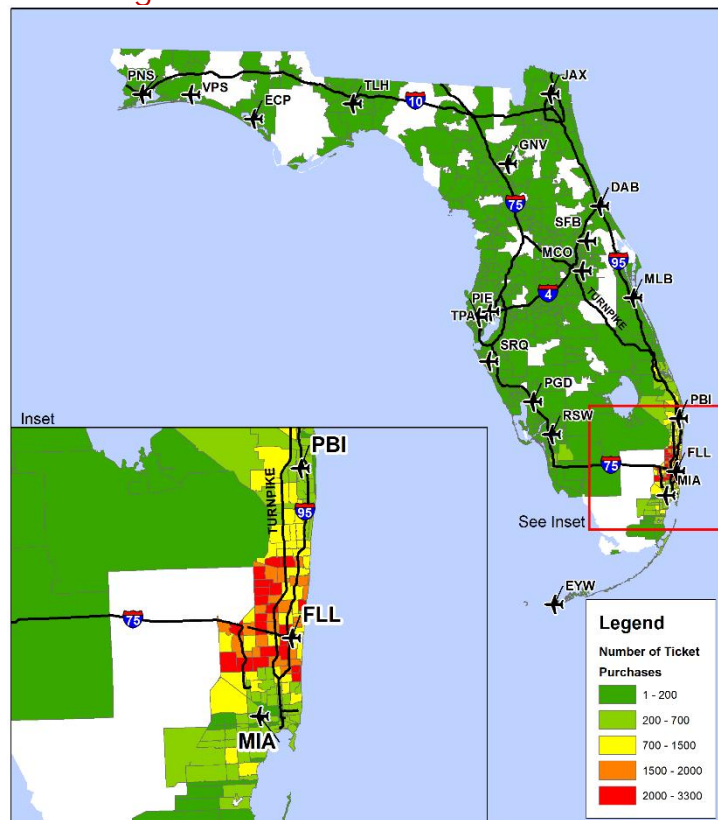 PNS
VPS
ECP
TLH
10
JAX
GNV
75
DAB
SFB
MCO
95
4
MLB
PIE
TPA
TURNPIKE
SRQ
PGD
RSW
PBI
75
FLL
MIA
See Inset
EYW
Inset
PBI
TURNPIKE
95
75
FLL
MIA
Legend
Number of Ticket
Purchases
1 - 200
200 - 700
700 - 1500
1500 - 2000
2000 - 3300